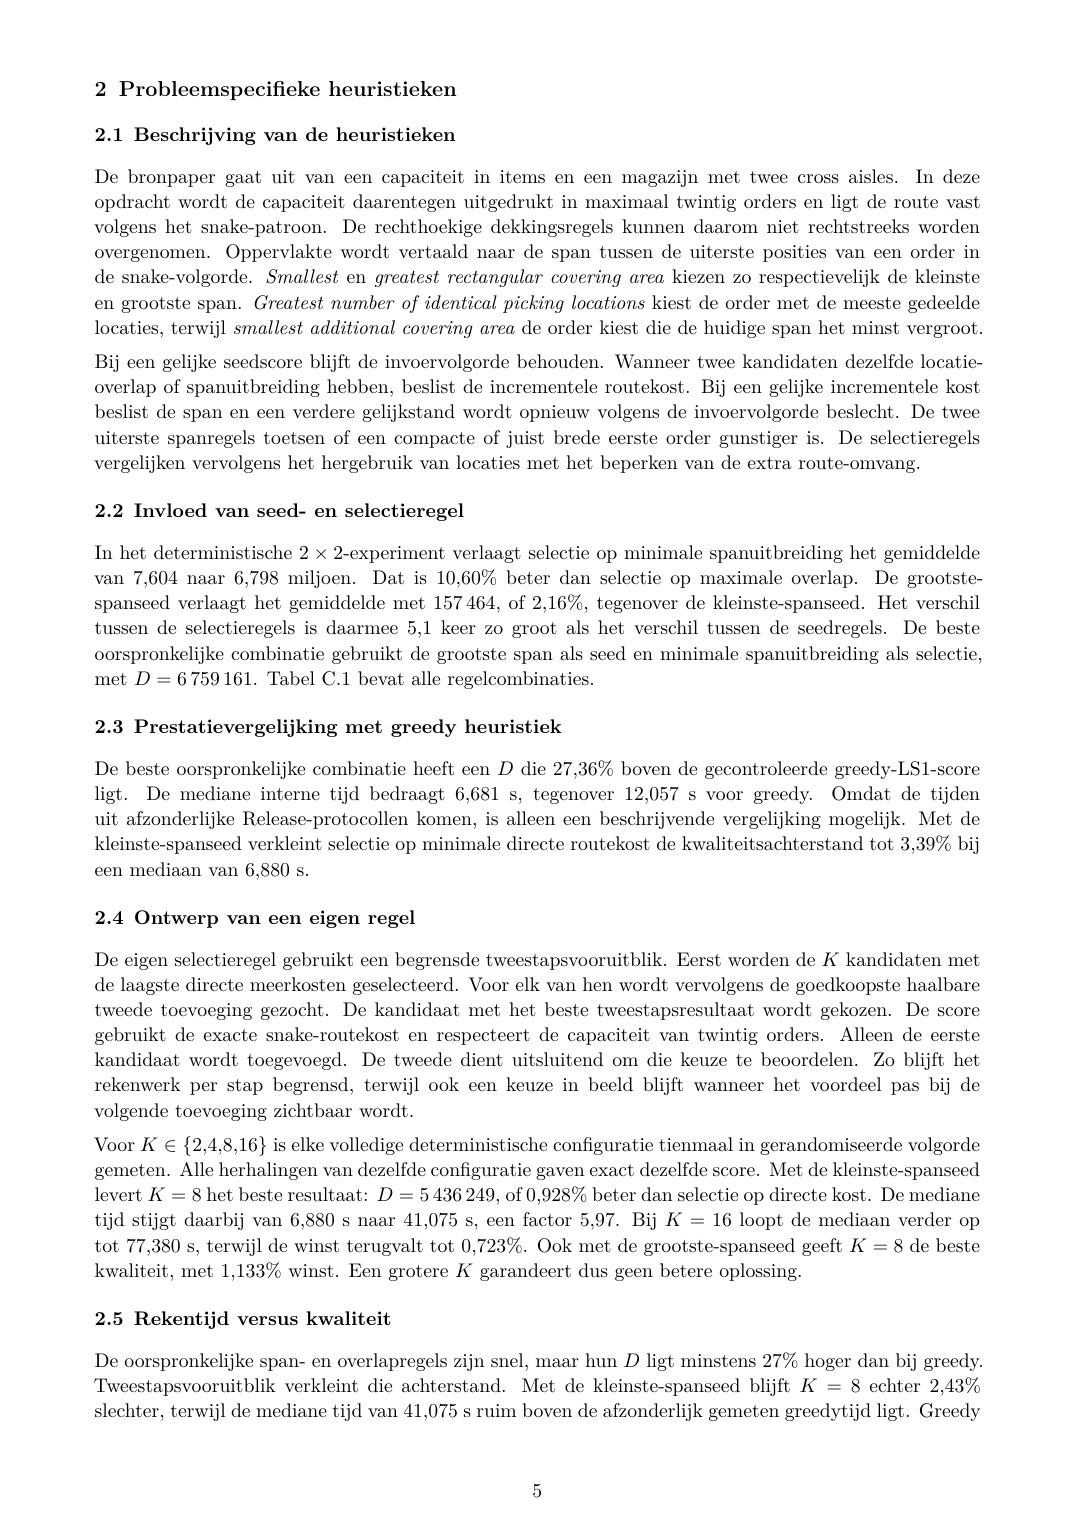 2 Probleemspecifieke heuristieken
2.1 Beschrijving van de heuristieken
De bronpaper gaat uit van een capaciteit in items en een magazijn met twee cross aisles. In deze
opdracht wordt de capaciteit daarentegen uitgedrukt in maximaal twintig orders en ligt de route vast
volgens het snake-patroon. De rechthoekige dekkingsregels kunnen daarom niet rechtstreeks worden
overgenomen. Oppervlakte wordt vertaald naar de span tussen de uiterste posities van een order in
de snake-volgorde. Smallest en greatest rectangular covering area kiezen zo respectievelijk de kleinste
en grootste span. Greatest number of identical picking locations kiest de order met de meeste gedeelde
locaties, terwijl smallest additional covering area de order kiest die de huidige span het minst vergroot.
Bij een gelijke seedscore blijft de invoervolgorde behouden. Wanneer twee kandidaten dezelfde locatie-
overlap of spanuitbreiding hebben, beslist de incrementele routekost. Bij een gelijke incrementele kost
beslist de span en een verdere gelijkstand wordt opnieuw volgens de invoervolgorde beslecht. De twee
uiterste spanregels toetsen of een compacte of juist brede eerste order gunstiger is. De selectieregels
vergelijken vervolgens het hergebruik van locaties met het beperken van de extra route-omvang.
2.2 Invloed van seed- en selectieregel
In het deterministische 2 × 2-experiment verlaagt selectie op minimale spanuitbreiding het gemiddelde
van 7,604 naar 6,798 miljoen. Dat is 10,60% beter dan selectie op maximale overlap. De grootste-
spanseed verlaagt het gemiddelde met 157 464, of 2,16%, tegenover de kleinste-spanseed. Het verschil
tussen de selectieregels is daarmee 5,1 keer zo groot als het verschil tussen de seedregels. De beste
oorspronkelijke combinatie gebruikt de grootste span als seed en minimale spanuitbreiding als selectie,
met D = 6 759 161. Tabel C.1 bevat alle regelcombinaties.
2.3 Prestatievergelijking met greedy heuristiek
De beste oorspronkelijke combinatie heeft een D die 27,36% boven de gecontroleerde greedy-LS1-score
ligt. De mediane interne tijd bedraagt 6,681 s, tegenover 12,057 s voor greedy. Omdat de tijden
uit afzonderlijke Release-protocollen komen, is alleen een beschrijvende vergelijking mogelijk. Met de
kleinste-spanseed verkleint selectie op minimale directe routekost de kwaliteitsachterstand tot 3,39% bij
een mediaan van 6,880 s.
2.4 Ontwerp van een eigen regel
De eigen selectieregel gebruikt een begrensde tweestapsvooruitblik. Eerst worden de K kandidaten met
de laagste directe meerkosten geselecteerd. Voor elk van hen wordt vervolgens de goedkoopste haalbare
tweede toevoeging gezocht. De kandidaat met het beste tweestapsresultaat wordt gekozen. De score
gebruikt de exacte snake-routekost en respecteert de capaciteit van twintig orders. Alleen de eerste
kandidaat wordt toegevoegd. De tweede dient uitsluitend om die keuze te beoordelen. Zo blijft het
rekenwerk per stap begrensd, terwijl ook een keuze in beeld blijft wanneer het voordeel pas bij de
volgende toevoeging zichtbaar wordt.
Voor K ∈ {2,4,8,16} is elke volledige deterministische configuratie tienmaal in gerandomiseerde volgorde
gemeten. Alle herhalingen van dezelfde configuratie gaven exact dezelfde score. Met de kleinste-spanseed
levert K = 8 het beste resultaat: D = 5 436 249, of 0,928% beter dan selectie op directe kost. De mediane
tijd stijgt daarbij van 6,880 s naar 41,075 s, een factor 5,97. Bij K = 16 loopt de mediaan verder op
tot 77,380 s, terwijl de winst terugvalt tot 0,723%. Ook met de grootste-spanseed geeft K = 8 de beste
kwaliteit, met 1,133% winst. Een grotere K garandeert dus geen betere oplossing.
2.5 Rekentijd versus kwaliteit
De oorspronkelijke span- en overlapregels zijn snel, maar hun D ligt minstens 27% hoger dan bij greedy.
Tweestapsvooruitblik verkleint die achterstand. Met de kleinste-spanseed blijft K = 8 echter 2,43%
slechter, terwijl de mediane tijd van 41,075 s ruim boven de afzonderlijk gemeten greedytijd ligt. Greedy
5